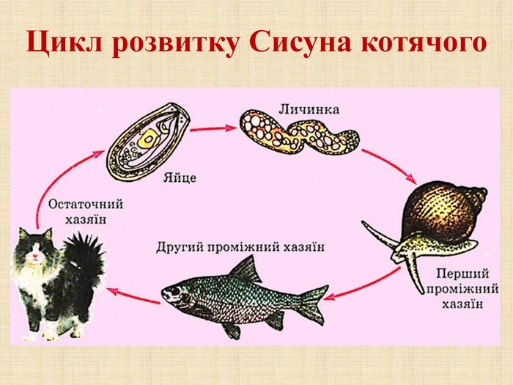 Цикл розвитку Сисуна котячого
Личинка
Яйце
Остаточний
хазяїн
Другий проміжний хазяїн
Перший
проміжний
хазяїн